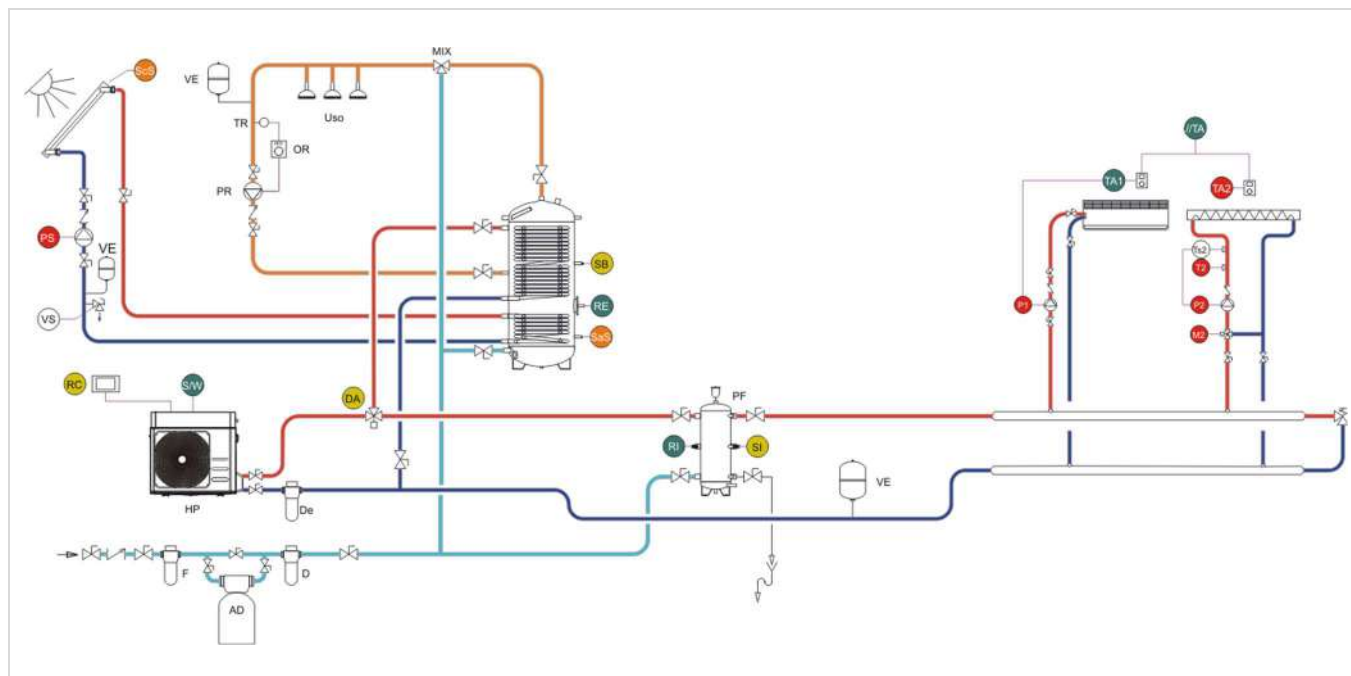 MIX
ScS
VE
Uso
TR
OR
PR
PS
VE
VS
SB
RE
SaS
//TA
TA1
TA2
Ts2
T2
P1
P2
M2
RC
S/W
DA
PF
RI
SI
HP
De
VE
F
D
AD